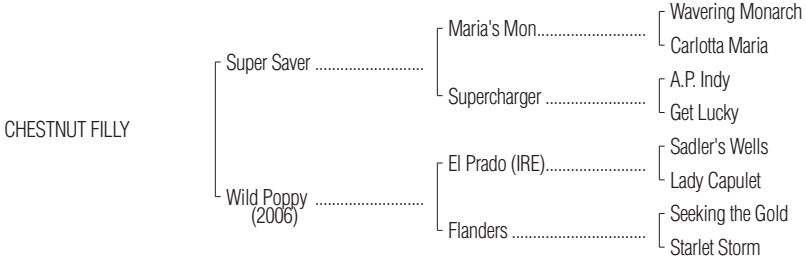 Wavering Monarch
Maria's Mon..........................
Carlotta Maria
Super Saver ..........................
A.P. Indy
Supercharger ........................
Get Lucky
CHESTNUT FILLY
Sadler's Wells
El Prado (IRE)........................
Lady Capulet
Wild Poppy ..........................
(2006)
Seeking the Gold
Flanders ................................
Starlet Storm